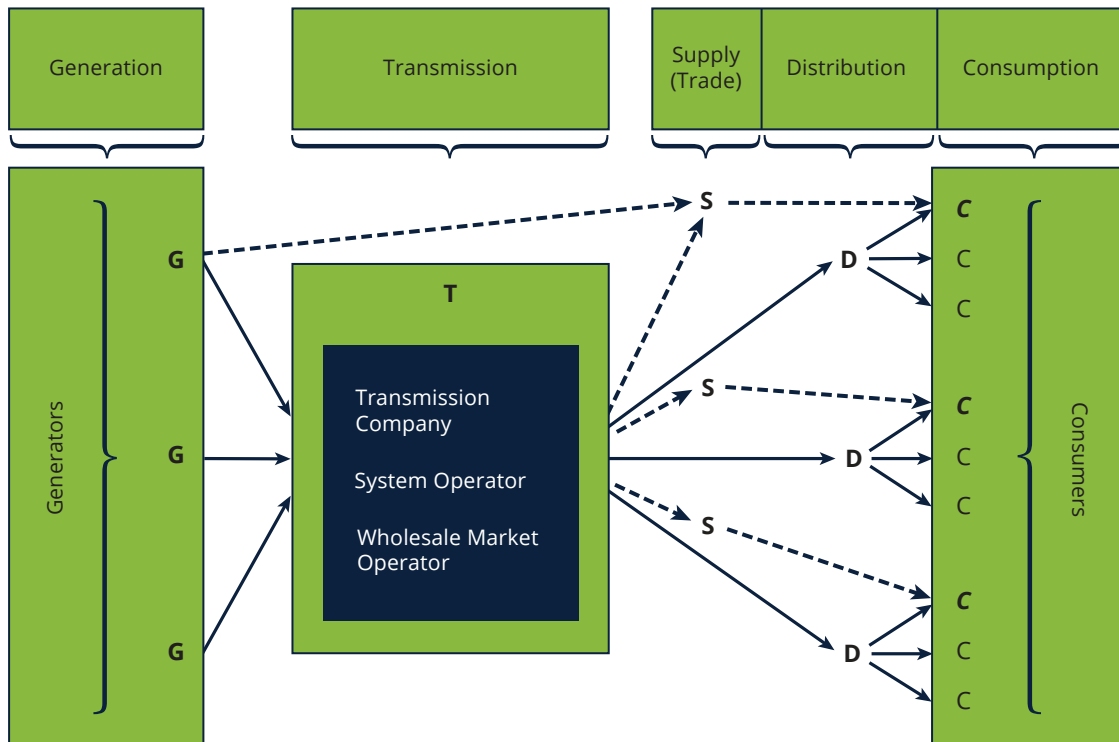 Generation
Transmission
Supply
(Trade)
Distribution
Consumption
Generators
G
G
G
T
Transmission
Company
System Operator
Wholesale Market
Operator
S
S
S
D
D
D
C
C
C
C
C
C
C
C
C
Consumers